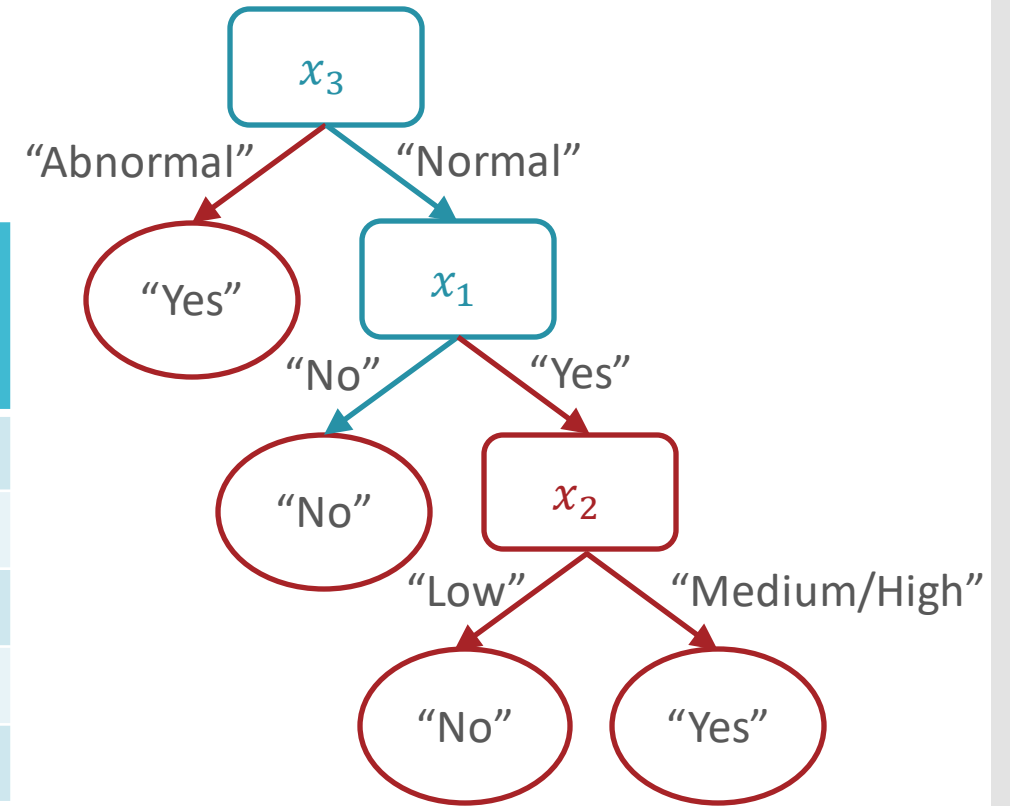 x₃
“Abnormal” “Normal”
“Yes” x₁
“No” “Yes”
“No” x₂
“Low” “Medium/High”
“No” “Yes”